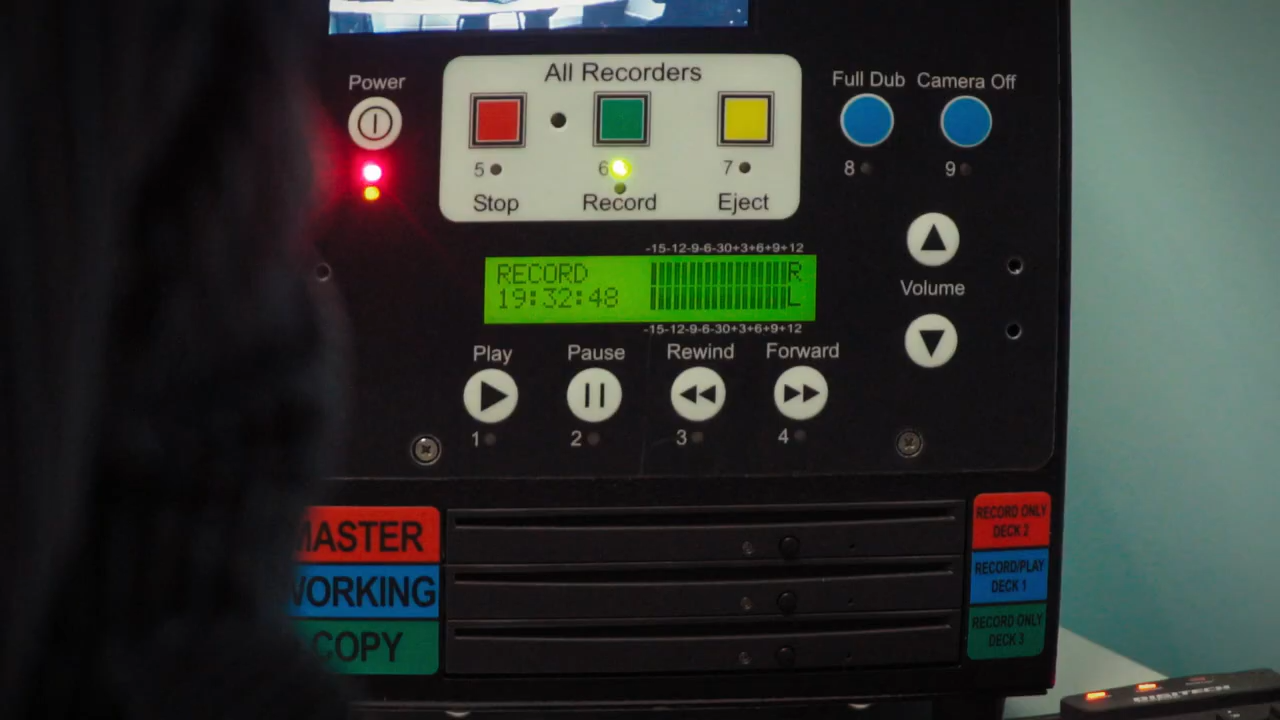 Power
All Recorders
Full Dub
Camera Off
5
6
7
8
9
Stop
Record
Eject
-15-12-9-6-30+3+6+9+12
RECORD
R
19:32:48
L
Volume
-15-12-9-6-30+3+6+9+12
Play
Pause
Rewind
Forward
1
2
3
4
MASTER
RECORD ONLY
DECK 2
WORKING
RECORD/PLAY
DECK 1
COPY
RECORD ONLY
DECK 3
DIGITECH